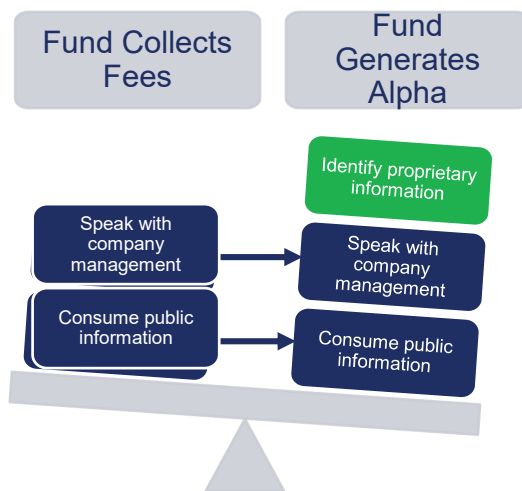 Fund Collects
Fees
Fund
Generates
Alpha
Identify proprietary
information
Speak with
company
management
Speak with
company
management
Consume public
information
Consume public
information